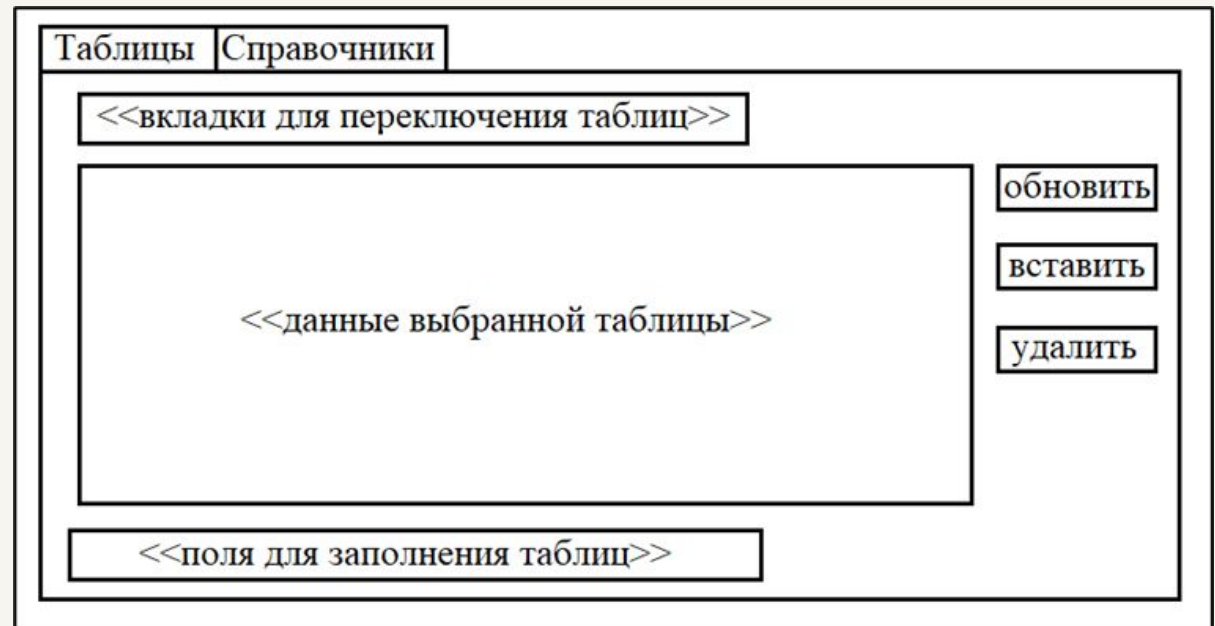 Таблицы Справочники
<<вкладки для переключения таблиц>>
обновить
вставить
<<данные выбранной таблицы>>
удалить
<<поля для заполнения таблиц>>